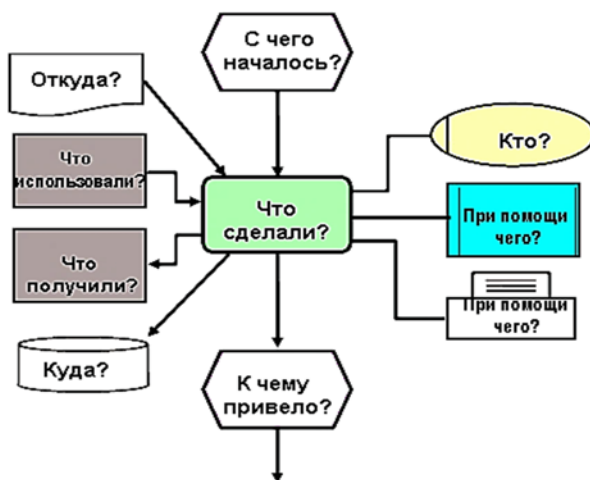 С чего
началось?
Откуда?
Кто?
Что
использовали?
Что
сделали?
При помощи
чего?
Что
получили?
При помощи
чего?
Куда?
К чему
привело?